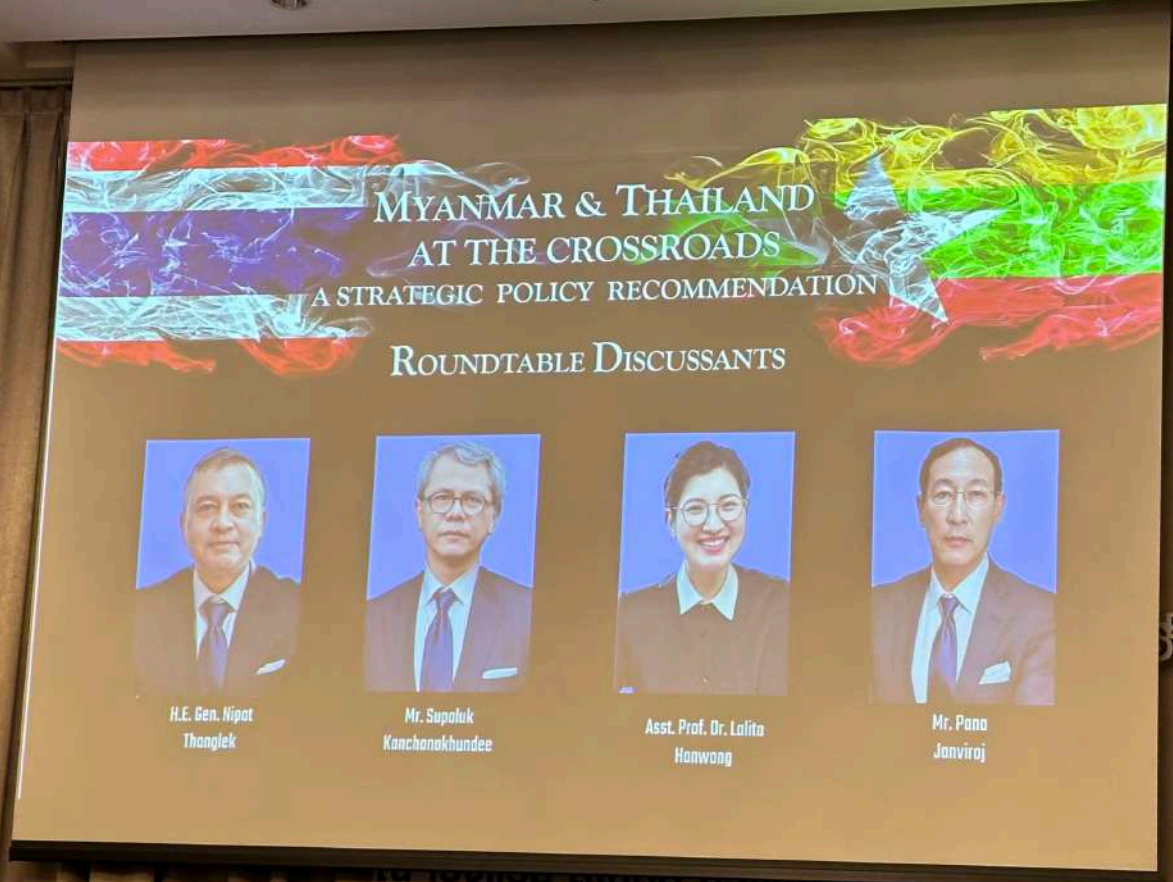 MYANMAR & THAILAND
AT THE CROSSROADS
A STRATEGIC POLICY RECOMMENDATION
ROUNDTABLE DISCUSSANTS
H.E. Gen. Nipat
Thonglek
Mr. Supaluk
Kanchanakhundee
Asst. Prof. Dr. Lalita
Hanwong
Mr. Pana
Janviroj